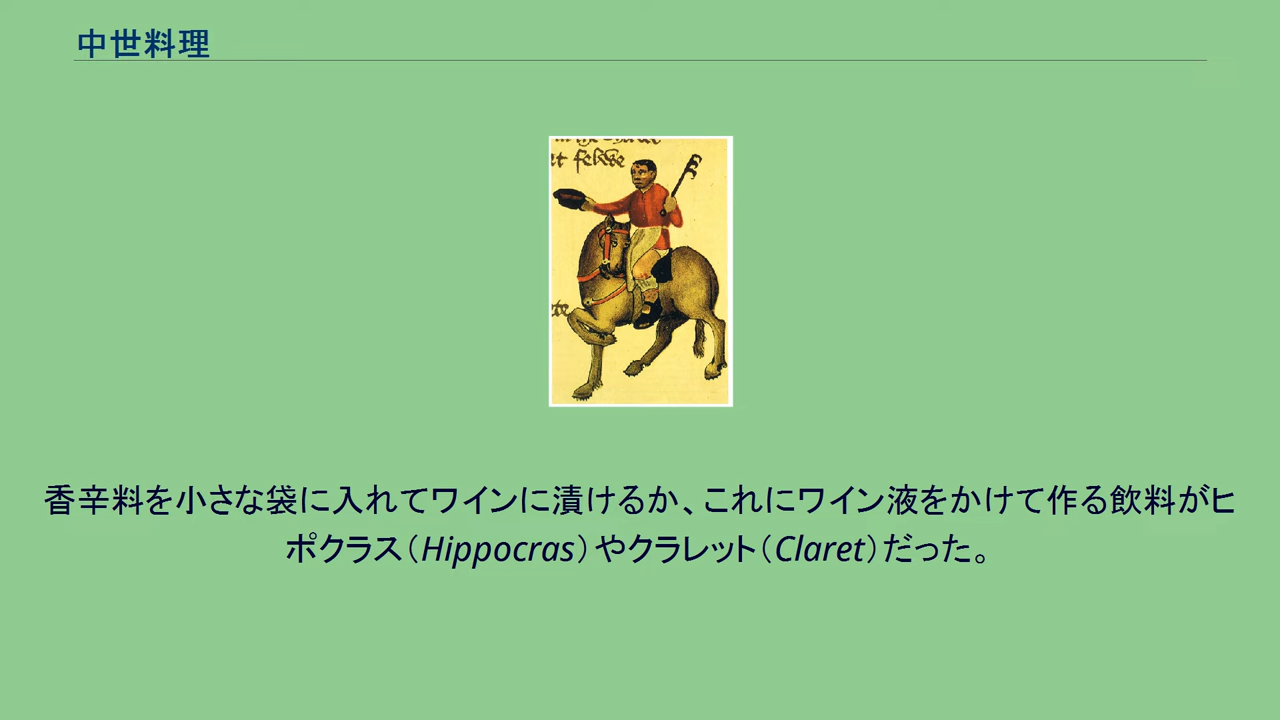 中世料理
et fekke
香辛料を小さな袋に入れてワインに漬けるか、これにワイン液をかけて作る飲料がヒ
ポクラス（Hippocras）やクラレット（Claret）だった。